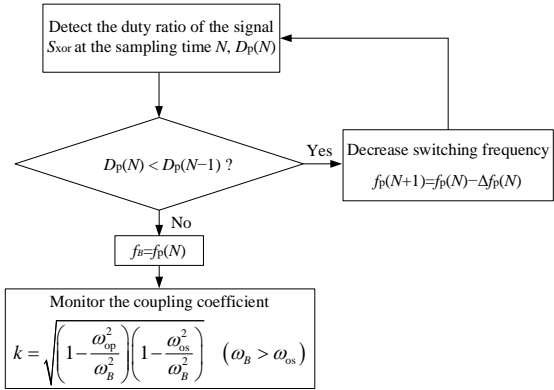 Detect the duty ratio of the signal
Sxor at the sampling time N, Dp(N)
Dp(N) < Dp(N−1) ?
Yes
Decrease switching frequency
fp(N+1)=fp(N)−Δfp(N)
No
fB=fp(N)
Monitor the coupling coefficient
k = √((1 − ω²op/ω²B)(1 − ω²os/ω²B)) (ωB > ωos)